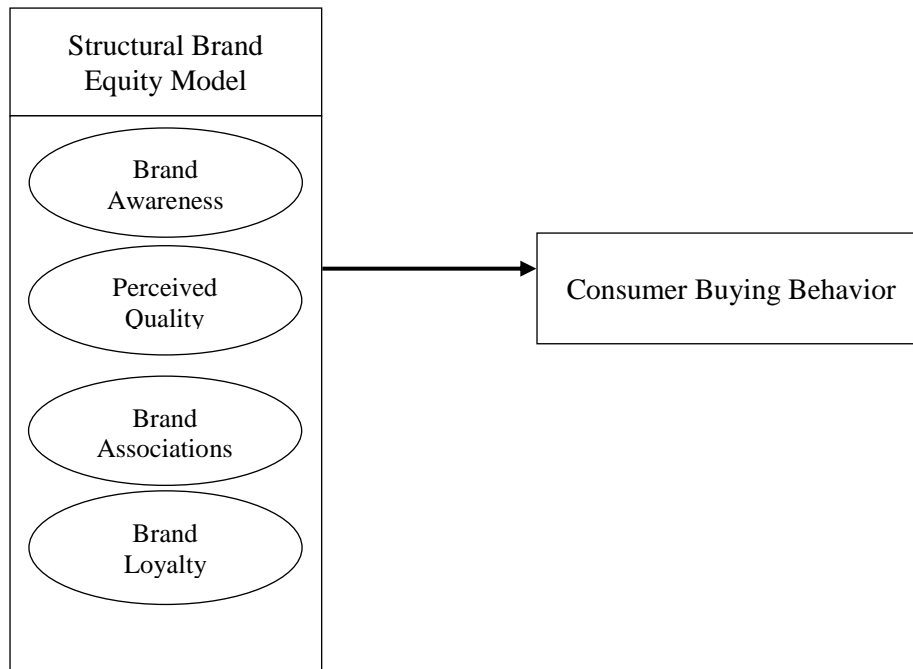 Structural Brand
Equity Model
Brand
Awareness
Perceived
Quality
Brand
Associations
Brand
Loyalty
Consumer Buying Behavior